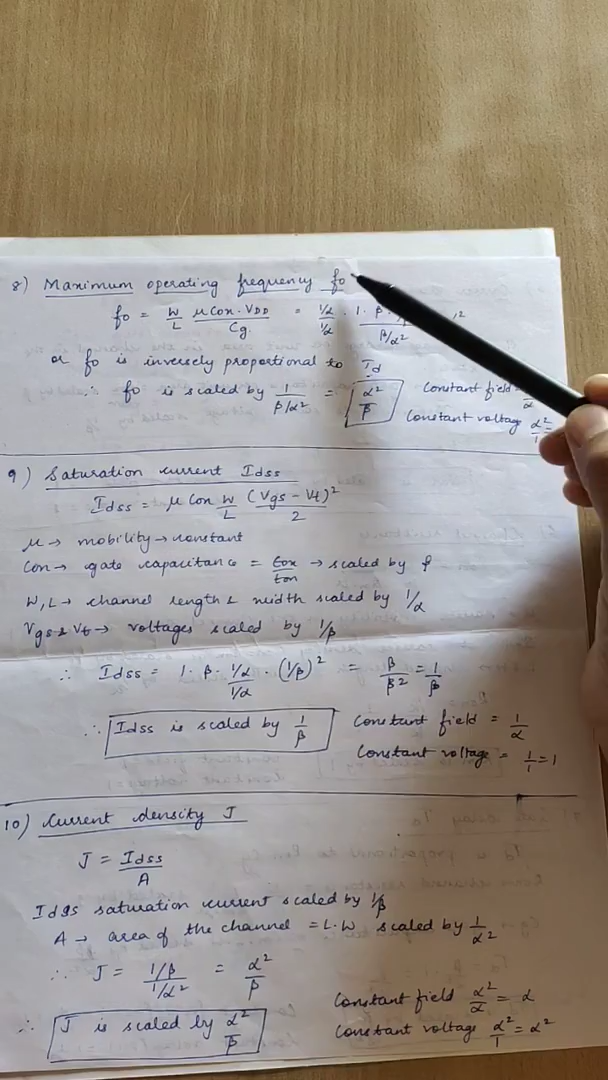 8) Maximum operating frequency fo
fo = W/L μCox·VDD/Cg = 1/α / 1/α · 1· β · / β/α² ²
or fo is inversely proportional to Td
∴ fo is scaled by 1/β/α² = α²/β
Constant field =
Constant voltage α²/1 =
9) Saturation current Idss
Idss = μ Cox W/L (Vgs - Vt)²/2
μ → mobility → constant
Cox → gate capacitance = Eox/tox → scaled by β
W, L → channel length & width scaled by 1/α
Vgs & Vt → voltages scaled by 1/β
∴ Idss = 1· β· 1/α / 1/α · (1/β)² = β/β² = 1/β
∴ Idss is scaled by 1/β
Constant field = 1/α
Constant voltage = 1/1 = 1
10) Current density J
J = Idss/A
Idss saturation current scaled by 1/β
A → area of the channel = L·W scaled by 1/α²
∴ J = 1/β / 1/α² = α²/β
∴ J is scaled by α²/β
Constant field α²/α = α
Constant voltage α²/1 = α²